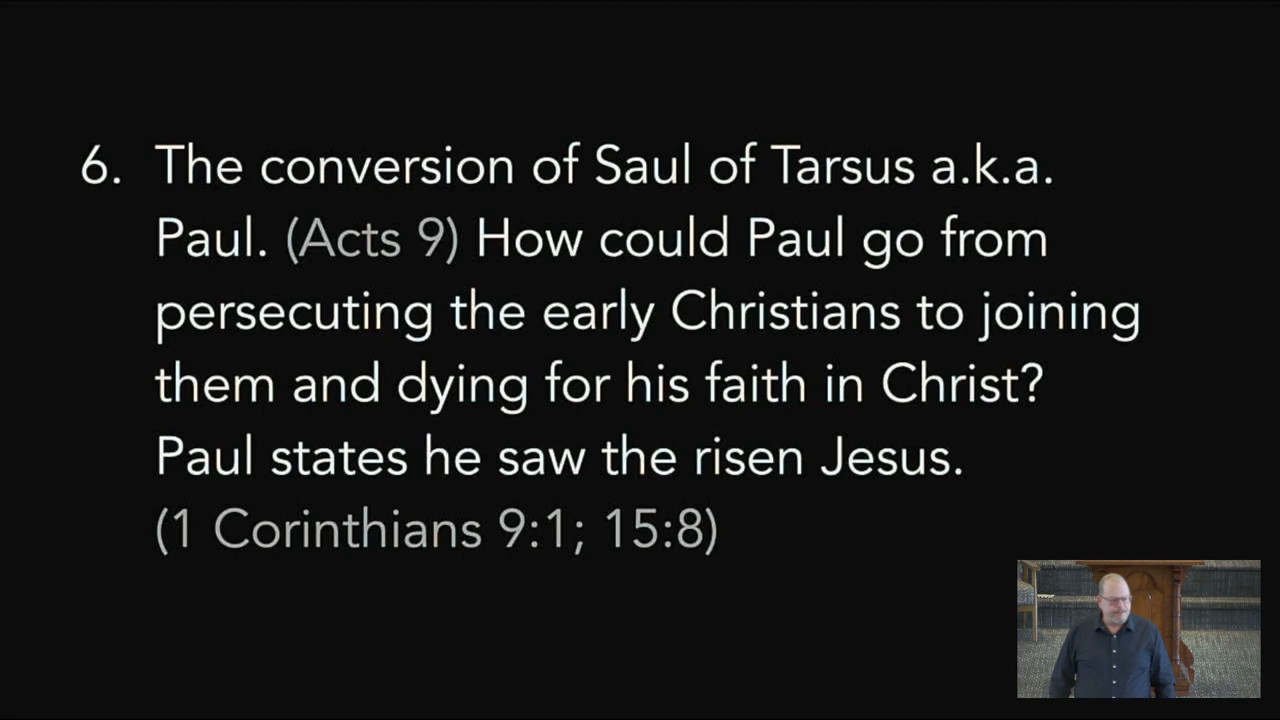 6. The conversion of Saul of Tarsus a.k.a.
Paul. (Acts 9) How could Paul go from
persecuting the early Christians to joining
them and dying for his faith in Christ?
Paul states he saw the risen Jesus.
(1 Corinthians 9:1; 15:8)